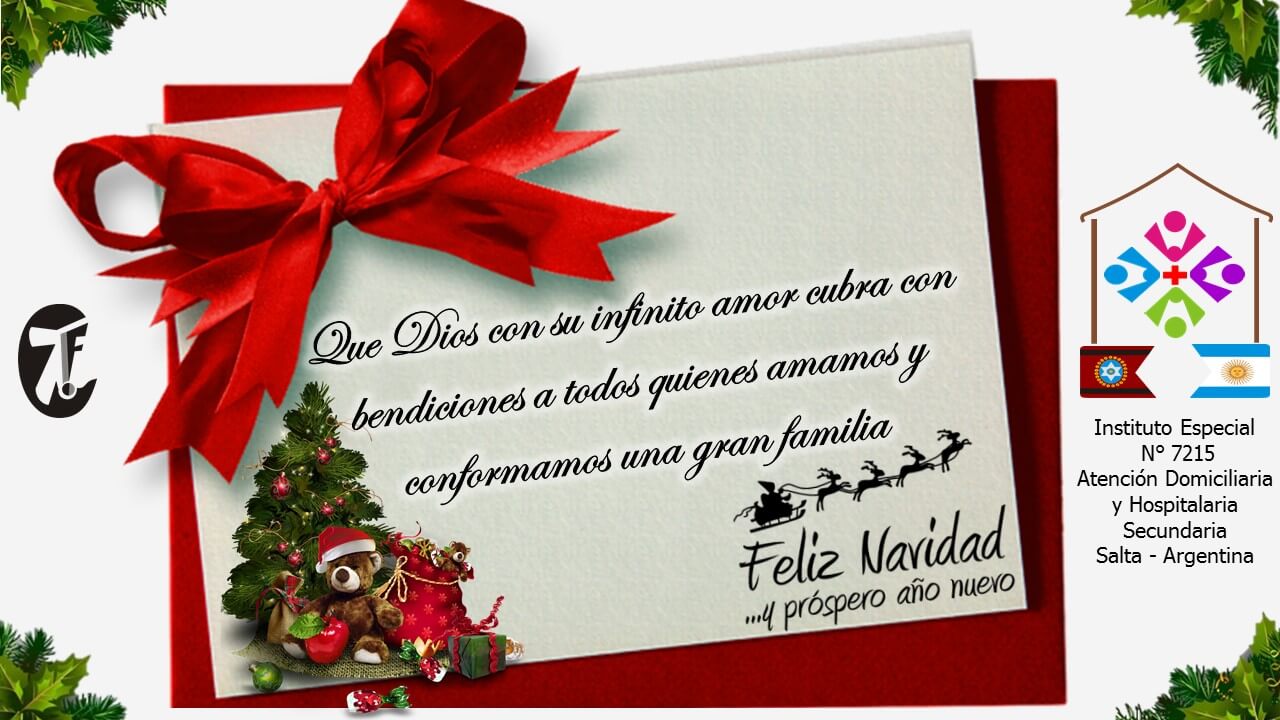 Que Dios con su infinito amor cubra con
bendiciones a todos quienes amamos y
conformamos una gran familia
Feliz Navidad
...y próspero año nuevo
Instituto Especial
Nº 7215
Atención Domiciliaria
y Hospitalaria
Secundaria
Salta - Argentina